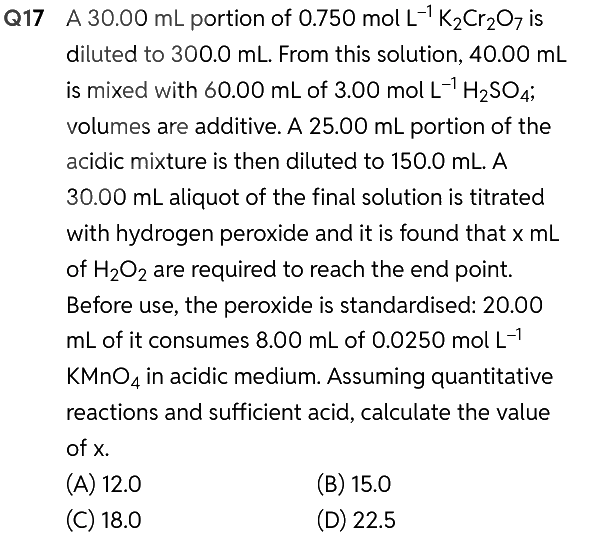 Q17 A 30.00 mL portion of 0.750 mol L⁻¹ K₂Cr₂O₇ is
diluted to 300.0 mL. From this solution, 40.00 mL
is mixed with 60.00 mL of 3.00 mol L⁻¹ H₂SO₄;
volumes are additive. A 25.00 mL portion of the
acidic mixture is then diluted to 150.0 mL. A
30.00 mL aliquot of the final solution is titrated
with hydrogen peroxide and it is found that x mL
of H₂O₂ are required to reach the end point.
Before use, the peroxide is standardised: 20.00
mL of it consumes 8.00 mL of 0.0250 mol L⁻¹
KMnO₄ in acidic medium. Assuming quantitative
reactions and sufficient acid, calculate the value
of x.
(A) 12.0 (B) 15.0
(C) 18.0 (D) 22.5